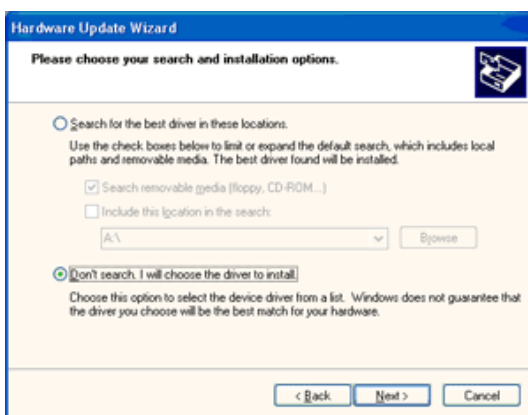 Hardware Update Wizard
Please choose your search and installation options.
Search for the best driver in these locations.
Use the check boxes below to limit or expand the default search, which includes local
paths and removable media. The best driver found will be installed.
Search removable media (floppy, CD-ROM...)
Include this location in the search:
A:\
Browse
Don't search. I will choose the driver to install.
Choose this option to select the device driver from a list. Windows does not guarantee that
the driver you choose will be the best match for your hardware.
< Back Next > Cancel